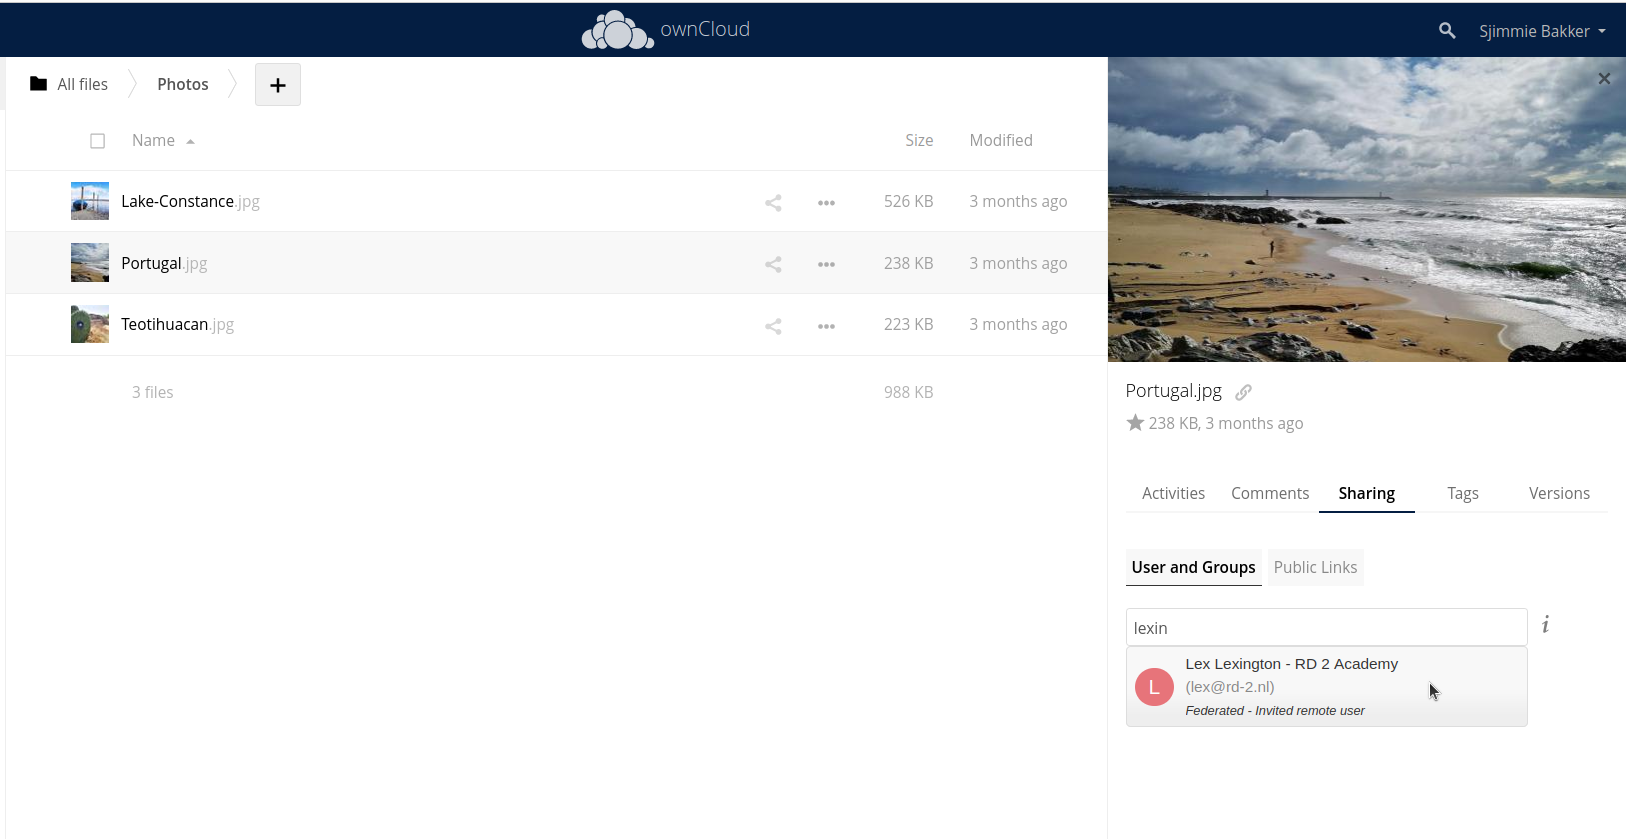 ownCloud
Sjimmie Bakker
All files
Photos
+
Name
Size
Modified
Lake-Constance.jpg
526 KB
3 months ago
Portugal.jpg
238 KB
3 months ago
Teotihuacan.jpg
223 KB
3 months ago
3 files
988 KB
Portugal.jpg
238 KB, 3 months ago
Activities
Comments
Sharing
Tags
Versions
User and Groups
Public Links
lexin
i
L
Lex Lexington - RD 2 Academy
(lex@rd-2.nl)
Federated - Invited remote user